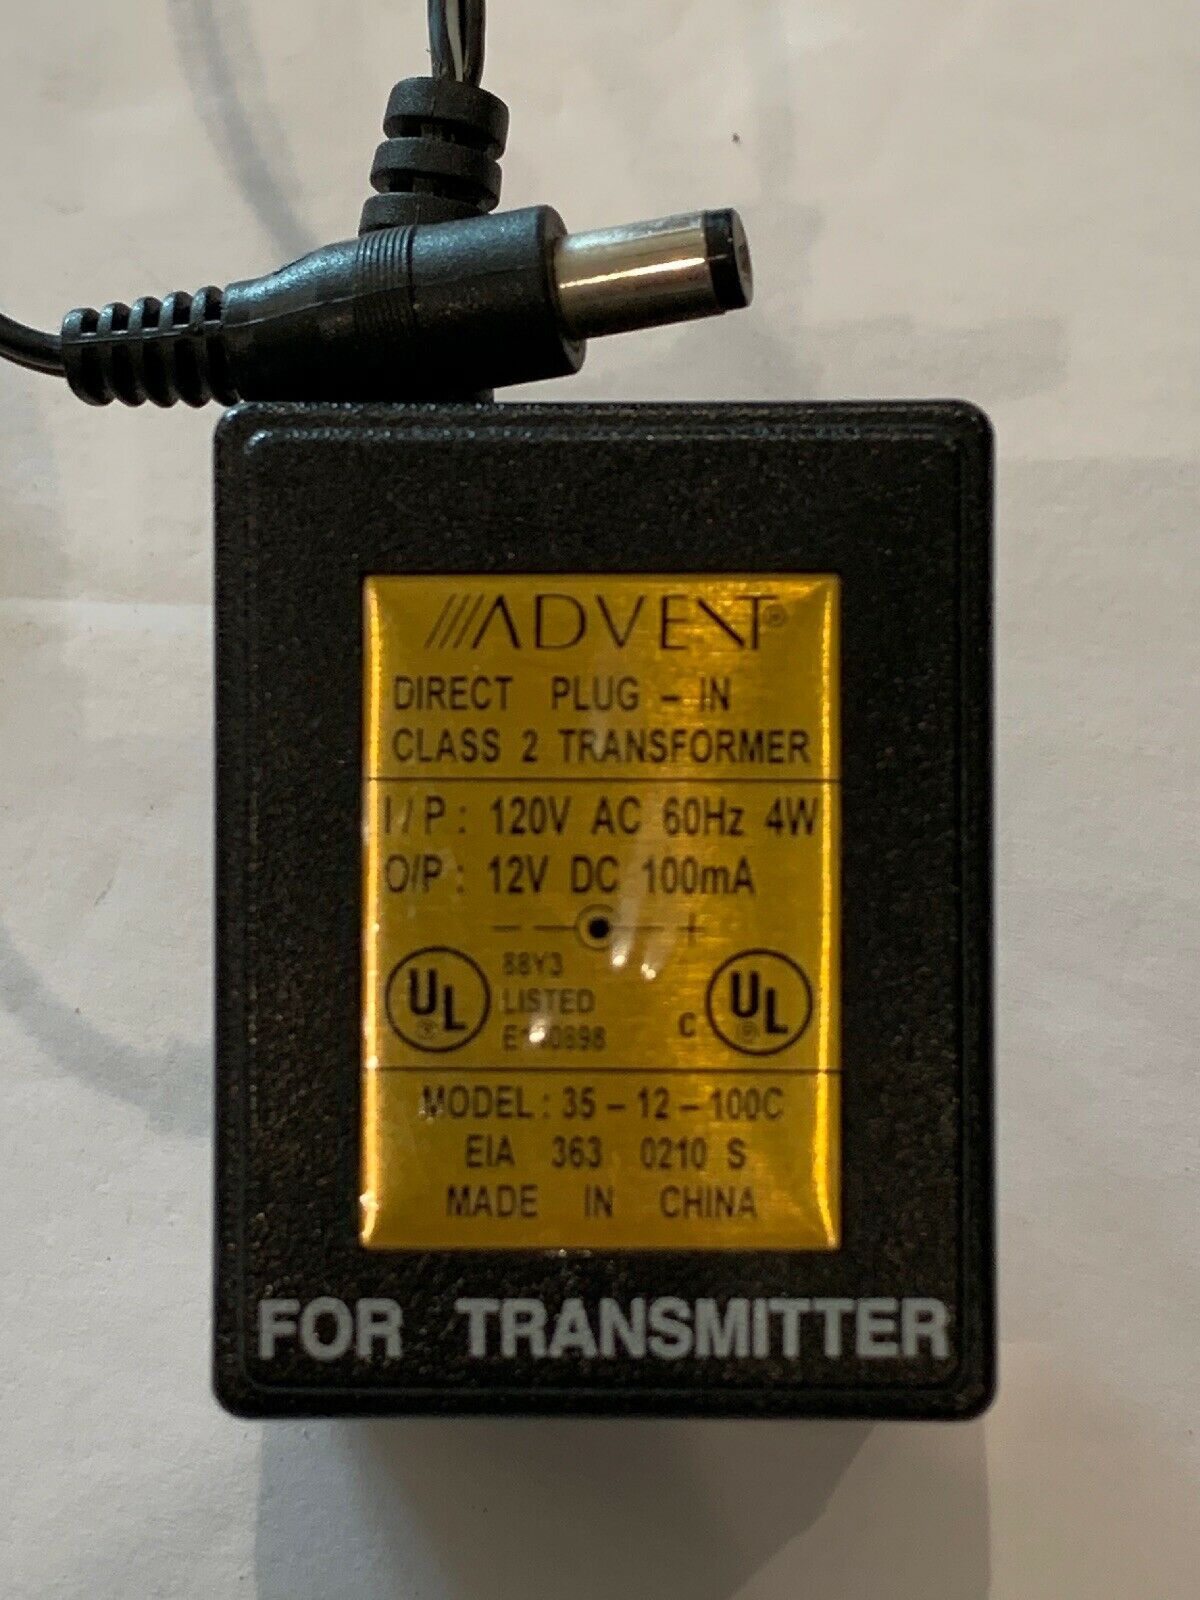 ADVENT®
DIRECT PLUG - IN
CLASS 2 TRANSFORMER
I/P: 120V AC 60Hz 4W
O/P: 12V DC 100mA
- +
UL
88Y3
LISTED
C UL
MODEL: 35-12-100C
EIA 363 0210 S
MADE IN CHINA
FOR TRANSMITTER